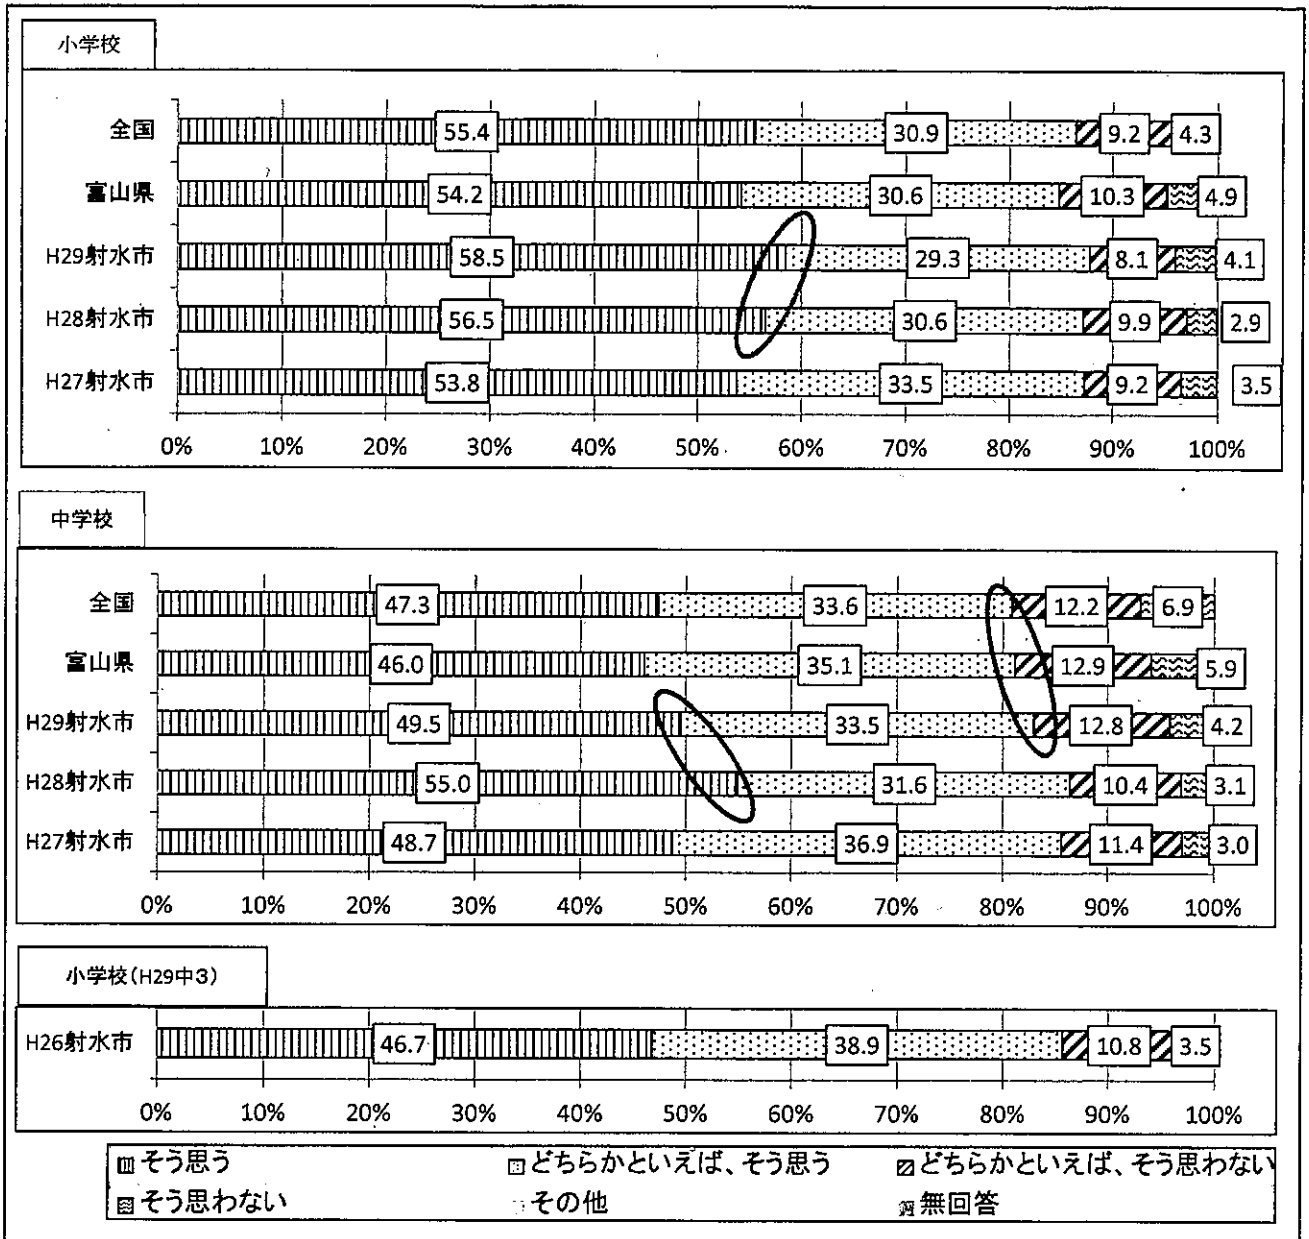 小学校
全国 55.4 30.9 9.2 4.3
富山県 54.2 30.6 10.3 4.9
H29射水市 58.5 29.3 8.1 4.1
H28射水市 56.5 30.6 9.9 2.9
H27射水市 53.8 33.5 9.2 3.5
0% 10% 20% 30% 40% 50% 60% 70% 80% 90% 100%
中学校
全国 47.3 33.6 12.2 6.9
富山県 46.0 35.1 12.9 5.9
H29射水市 49.5 33.5 12.8 4.2
H28射水市 55.0 31.6 10.4 3.1
H27射水市 48.7 36.9 11.4 3.0
0% 10% 20% 30% 40% 50% 60% 70% 80% 90% 100%
小学校(H29中3)
H26射水市 46.7 38.9 10.8 3.5
0% 10% 20% 30% 40% 50% 60% 70% 80% 90% 100%
そう思う どちらかといえば、そう思う どちらかといえば、そう思わない
そう思わない その他 無回答